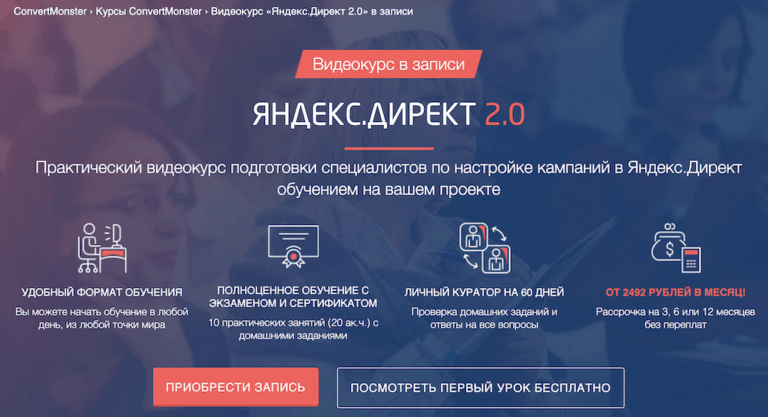 ConvertMonster › Курсы ConvertMonster › Видеокурс «Яндекс.Директ 2.0» в записи
Видеокурс в записи
ЯНДЕКС.ДИРЕКТ 2.0
Практический видеокурс подготовки специалистов по настройке кампаний в Яндекс.Директ
обучением на вашем проекте
УДОБНЫЙ ФОРМАТ ОБУЧЕНИЯ
Вы можете начать обучение в любой
день, из любой точки мира
ПОЛНОЦЕННОЕ ОБУЧЕНИЕ С
ЭКЗАМЕНОМ И СЕРТИФИКАТОМ
10 практических занятий (20 ак.ч.) с
домашними заданиями
ЛИЧНЫЙ КУРАТОР НА 60 ДНЕЙ
Проверка домашних заданий и
ответы на все вопросы
$
ОТ 2492 РУБЛЕЙ В МЕСЯЦ!
Рассрочка на 3, 6 или 12 месяцев
без переплат
ПРИОБРЕСТИ ЗАПИСЬ
ПОСМОТРЕТЬ ПЕРВЫЙ УРОК БЕСПЛАТНО